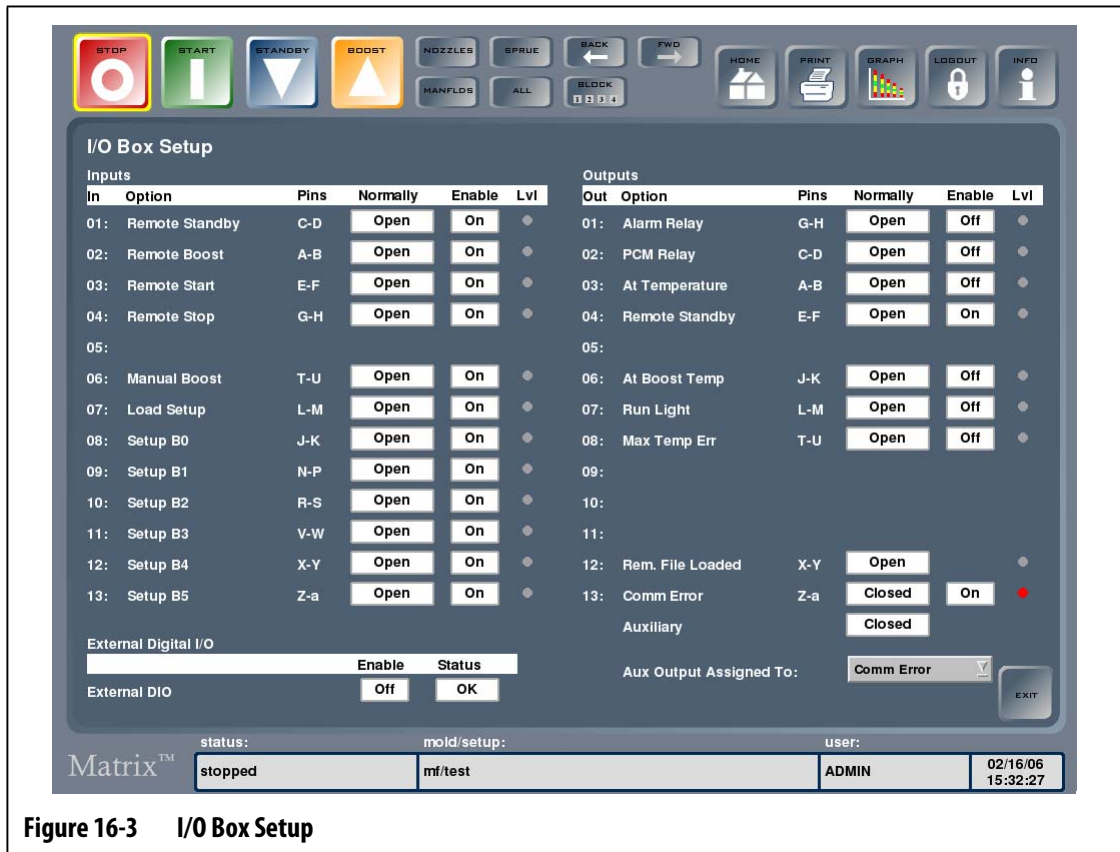 STOP START STANDBY BOOST NOZZLES SPRUE BACK FWD
MANFLDS ALL BLOCK
1 2 3 4
HOME PRINT GRAPH LOGOUT INFO
I/O Box Setup
Inputs
In Option Pins Normally Enable Lvl
01: Remote Standby C-D Open On
02: Remote Boost A-B Open On
03: Remote Start E-F Open On
04: Remote Stop G-H Open On
05:
06: Manual Boost T-U Open On
07: Load Setup L-M Open On
08: Setup B0 J-K Open On
09: Setup B1 N-P Open On
10: Setup B2 R-S Open On
11: Setup B3 V-W Open On
12: Setup B4 X-Y Open On
13: Setup B5 Z-a Open On
External Digital I/O
Enable Status
External DIO Off OK
Outputs
Out Option Pins Normally Enable Lvl
01: Alarm Relay G-H Open Off
02: PCM Relay C-D Open Off
03: At Temperature A-B Open Off
04: Remote Standby E-F Open On
05:
06: At Boost Temp J-K Open Off
07: Run Light L-M Open Off
08: Max Temp Err T-U Open Off
09:
10:
11:
12: Rem. File Loaded X-Y Open
13: Comm Error Z-a Closed On
Auxiliary Closed
Aux Output Assigned To: Comm Error
EXIT
status: mold/setup: user:
Matrix™ stopped mf/test ADMIN 02/16/06
15:32:27
Figure 16-3 I/O Box Setup